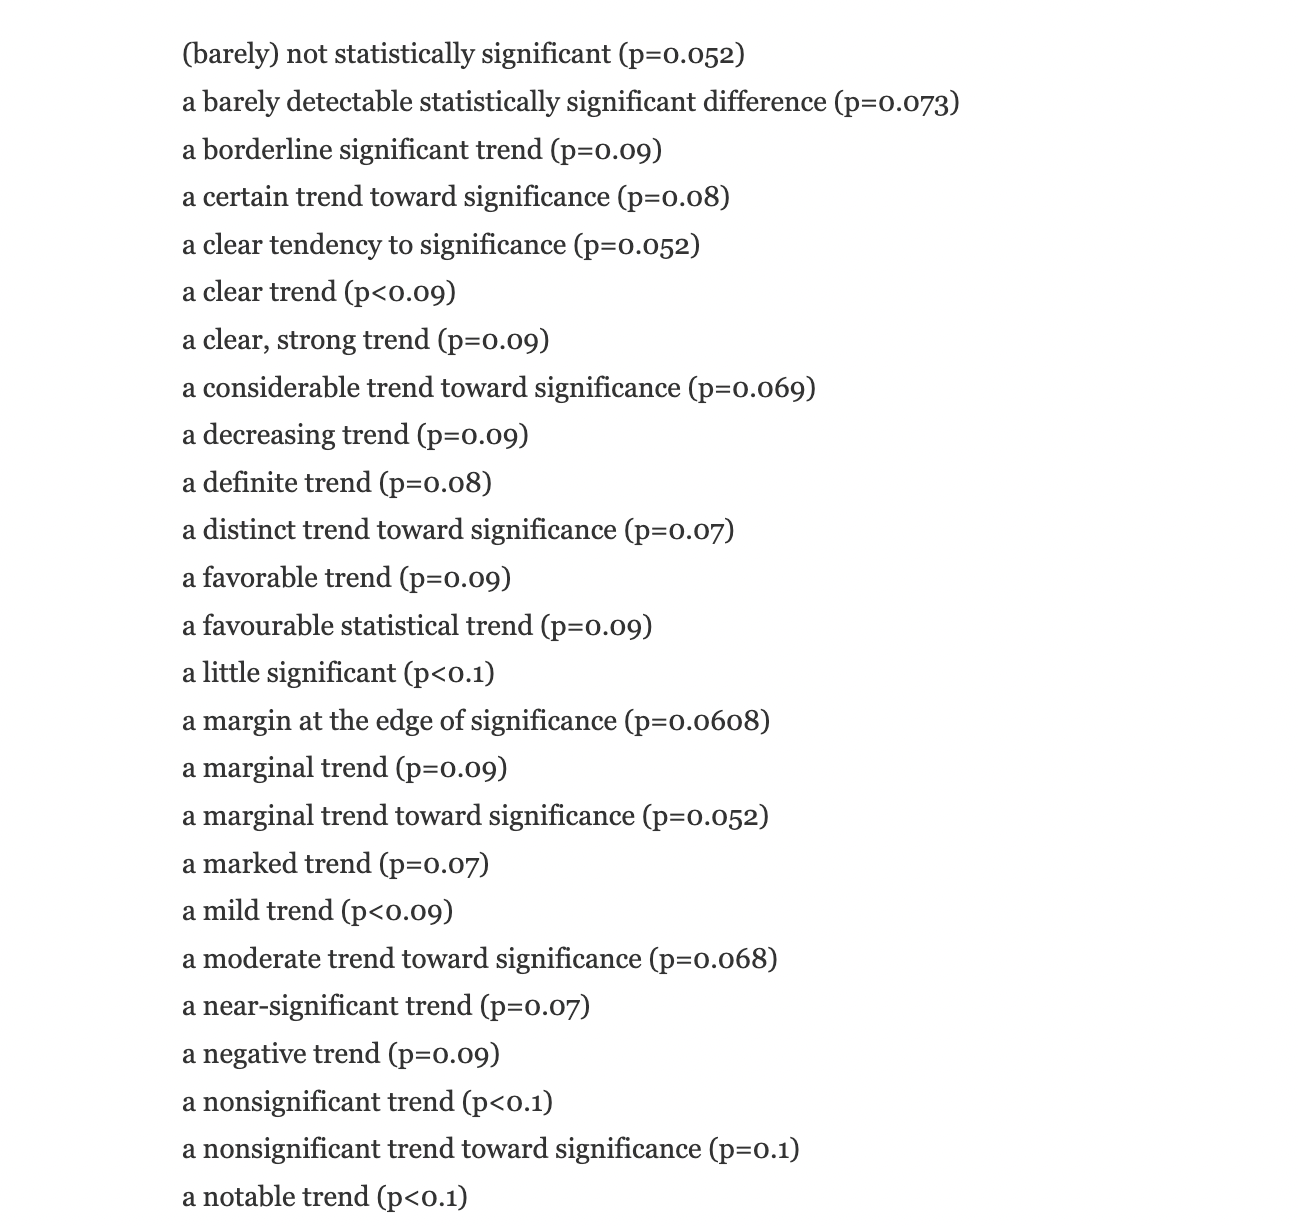 (barely) not statistically significant (p=0.052)
a barely detectable statistically significant difference (p=0.073)
a borderline significant trend (p=0.09)
a certain trend toward significance (p=0.08)
a clear tendency to significance (p=0.052)
a clear trend (p<0.09)
a clear, strong trend (p=0.09)
a considerable trend toward significance (p=0.069)
a decreasing trend (p=0.09)
a definite trend (p=0.08)
a distinct trend toward significance (p=0.07)
a favorable trend (p=0.09)
a favourable statistical trend (p=0.09)
a little significant (p<0.1)
a margin at the edge of significance (p=0.0608)
a marginal trend (p=0.09)
a marginal trend toward significance (p=0.052)
a marked trend (p=0.07)
a mild trend (p<0.09)
a moderate trend toward significance (p=0.068)
a near-significant trend (p=0.07)
a negative trend (p=0.09)
a nonsignificant trend (p<0.1)
a nonsignificant trend toward significance (p=0.1)
a notable trend (p<0.1)